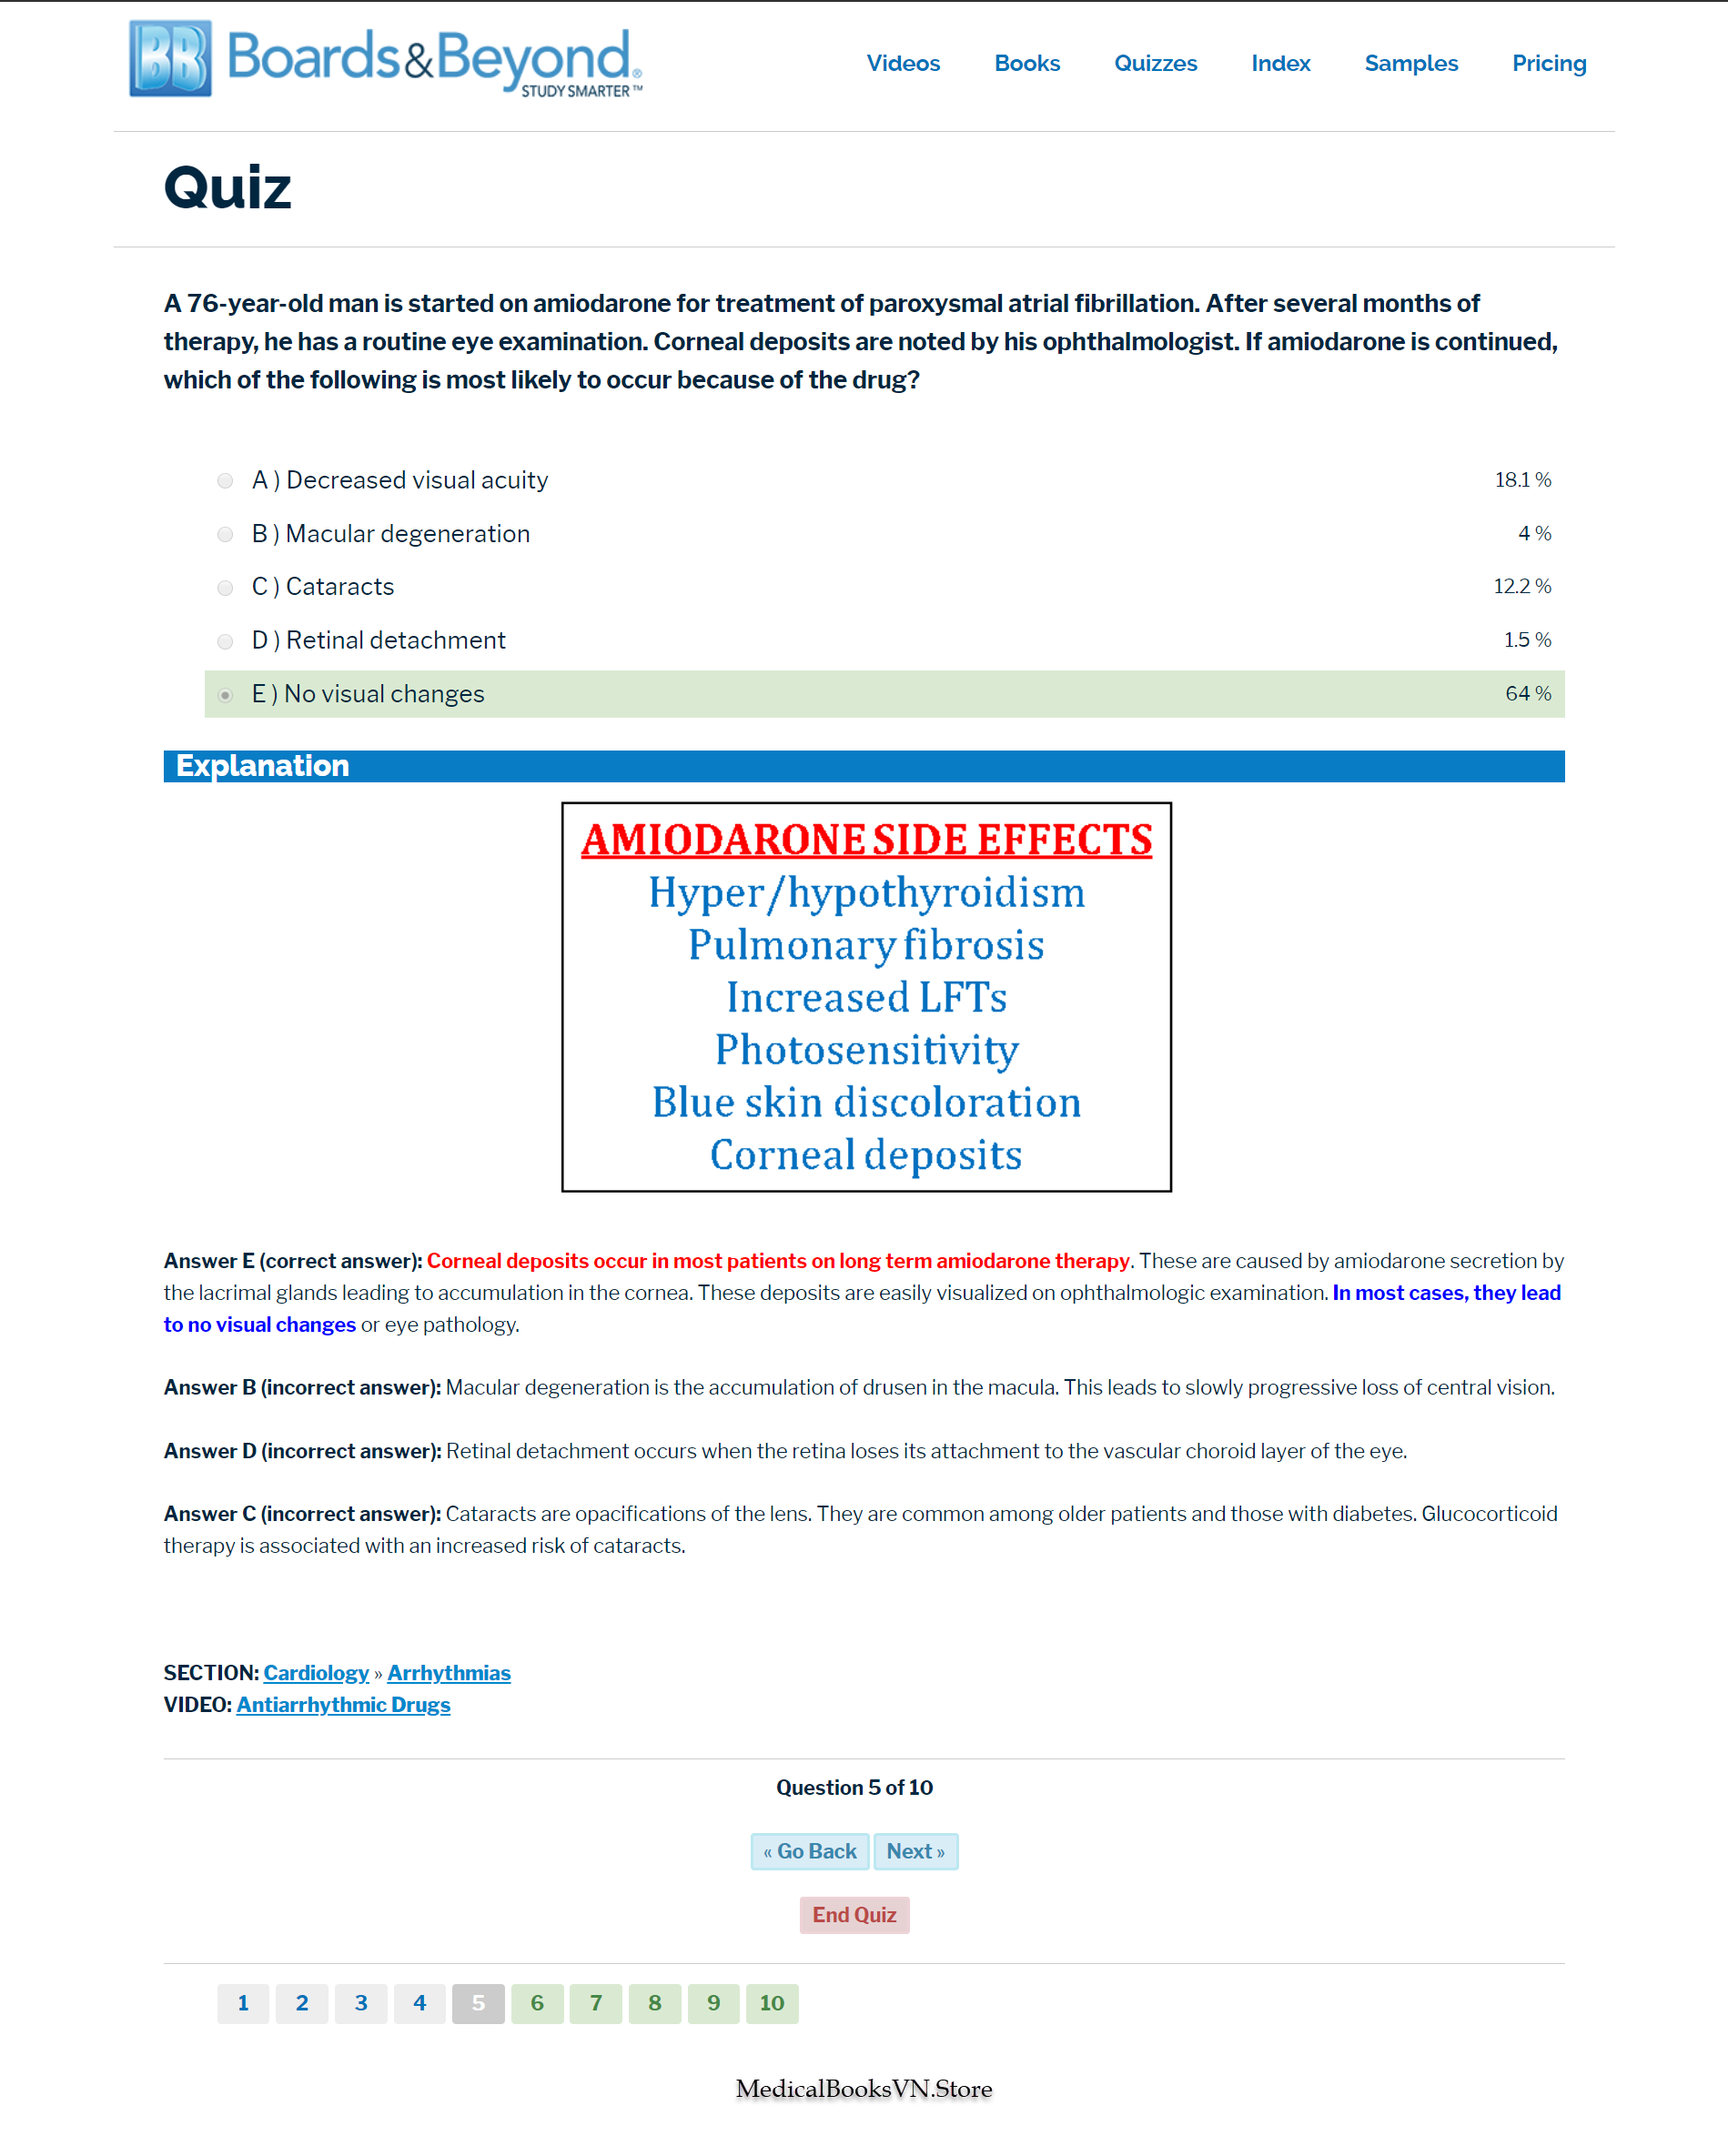 BB Boards&Beyond®
STUDY SMARTER™
Videos Books Quizzes Index Samples Pricing
Quiz
A 76-year-old man is started on amiodarone for treatment of paroxysmal atrial fibrillation. After several months of
therapy, he has a routine eye examination. Corneal deposits are noted by his ophthalmologist. If amiodarone is continued,
which of the following is most likely to occur because of the drug?
A ) Decreased visual acuity 18.1 %
B ) Macular degeneration 4 %
C ) Cataracts 12.2 %
D ) Retinal detachment 1.5 %
E ) No visual changes 64 %
Explanation
AMIODARONE SIDE EFFECTS
Hyper/hypothyroidism
Pulmonary fibrosis
Increased LFTs
Photosensitivity
Blue skin discoloration
Corneal deposits
Answer E (correct answer): Corneal deposits occur in most patients on long term amiodarone therapy. These are caused by amiodarone secretion by
the lacrimal glands leading to accumulation in the cornea. These deposits are easily visualized on ophthalmologic examination. In most cases, they lead
to no visual changes or eye pathology.
Answer B (incorrect answer): Macular degeneration is the accumulation of drusen in the macula. This leads to slowly progressive loss of central vision.
Answer D (incorrect answer): Retinal detachment occurs when the retina loses its attachment to the vascular choroid layer of the eye.
Answer C (incorrect answer): Cataracts are opacifications of the lens. They are common among older patients and those with diabetes. Glucocorticoid
therapy is associated with an increased risk of cataracts.
SECTION: Cardiology » Arrhythmias
VIDEO: Antiarrhythmic Drugs
Question 5 of 10
« Go Back Next »
End Quiz
1 2 3 4 5 6 7 8 9 10
MedicalBooksVN.Store